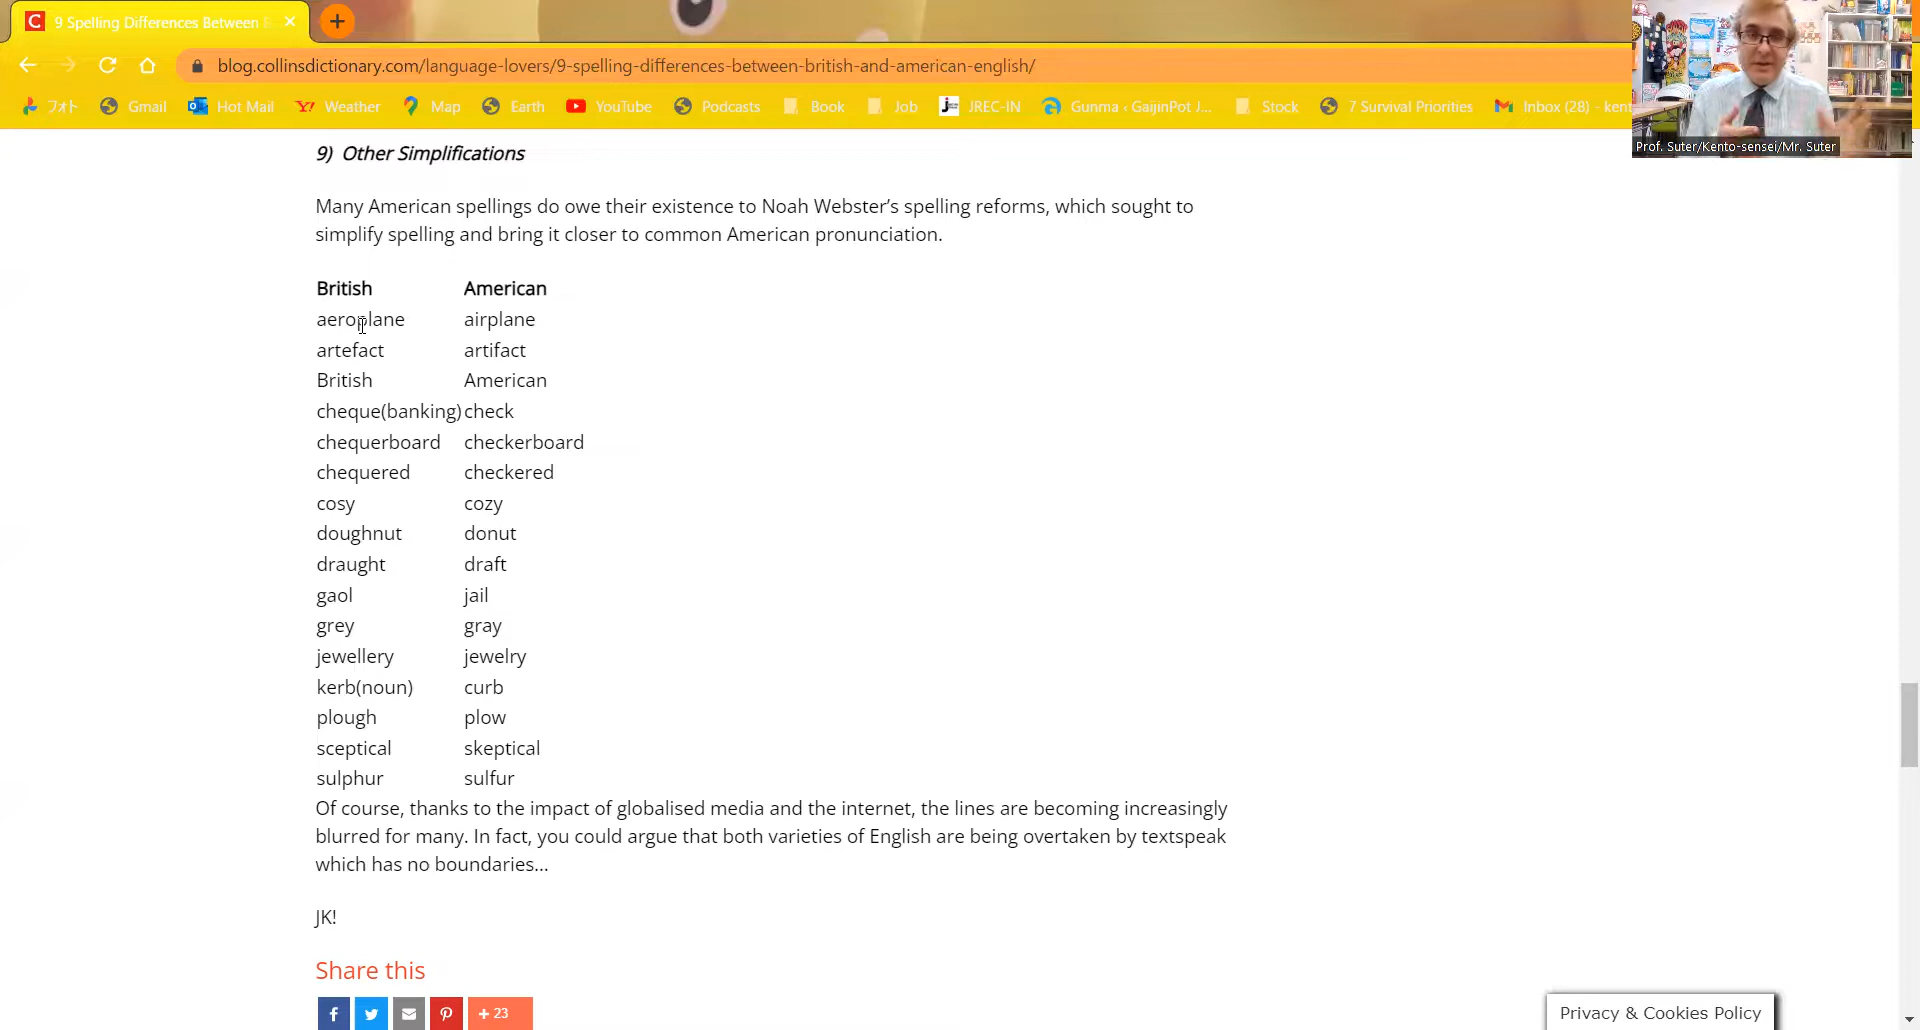 9 Spelling Differences Between
blog.collinsdictionary.com/language-lovers/9-spelling-differences-between-british-and-american-english/
フォト Gmail Hot Mail Weather Map Earth YouTube Podcasts Book Job JREC-IN Gunma ‹ GaijinPot J... Stock 7 Survival Priorities Inbox (28) - kent
Prof. Suter/Kento-sensei/Mr. Suter
9) Other Simplifications
Many American spellings do owe their existence to Noah Webster’s spelling reforms, which sought to
simplify spelling and bring it closer to common American pronunciation.
British American
aeroplane airplane
artefact artifact
British American
cheque(banking) check
chequerboard checkerboard
chequered checkered
cosy cozy
doughnut donut
draught draft
gaol jail
grey gray
jewellery jewelry
kerb(noun) curb
plough plow
sceptical skeptical
sulphur sulfur
Of course, thanks to the impact of globalised media and the internet, the lines are becoming increasingly
blurred for many. In fact, you could argue that both varieties of English are being overtaken by textspeak
which has no boundaries…
JK!
Share this
23
Privacy & Cookies Policy